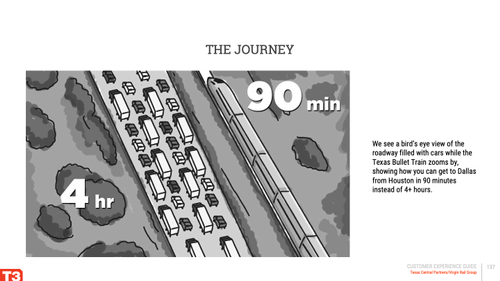 THE JOURNEY
90 min
4 hr
We see a bird's eye view of the
roadway filled with cars while the
Texas Bullet Train zooms by,
showing how you can get to Dallas
from Houston in 90 minutes
instead of 4+ hours.
T3
CUSTOMER EXPERIENCE GUIDE
Texas Central Partners/Virgin Rail Group
137